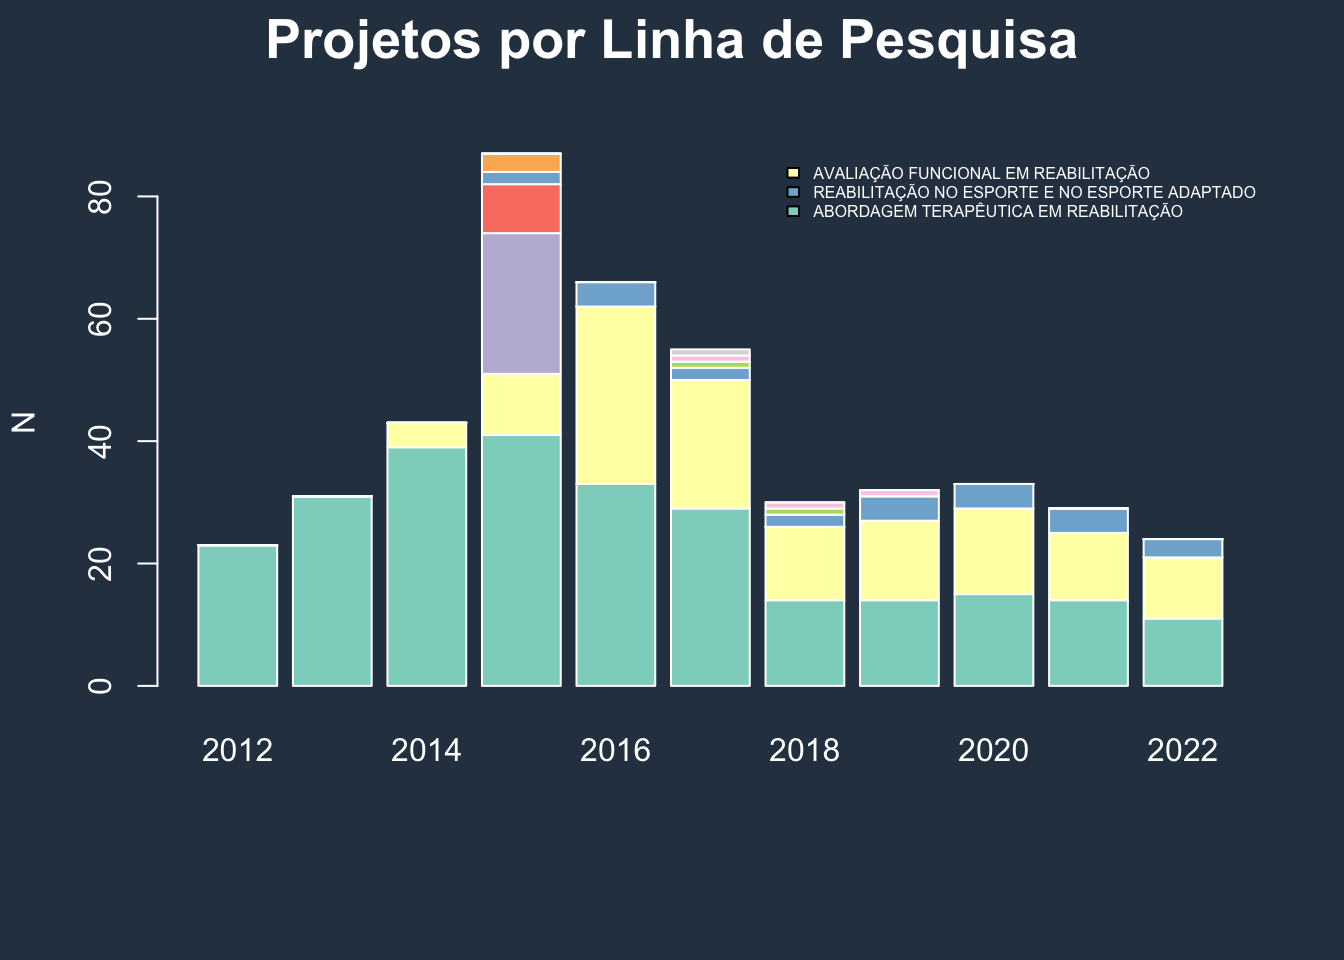 Projetos por Linha de Pesquisa
AVALIAÇÃO FUNCIONAL EM REABILITAÇÃO
REABILITAÇÃO NO ESPORTE E NO ESPORTE ADAPTADO
ABORDAGEM TERAPÊUTICA EM REABILITAÇÃO
80
60
40
20
0
N
2012 2014 2016 2018 2020 2022